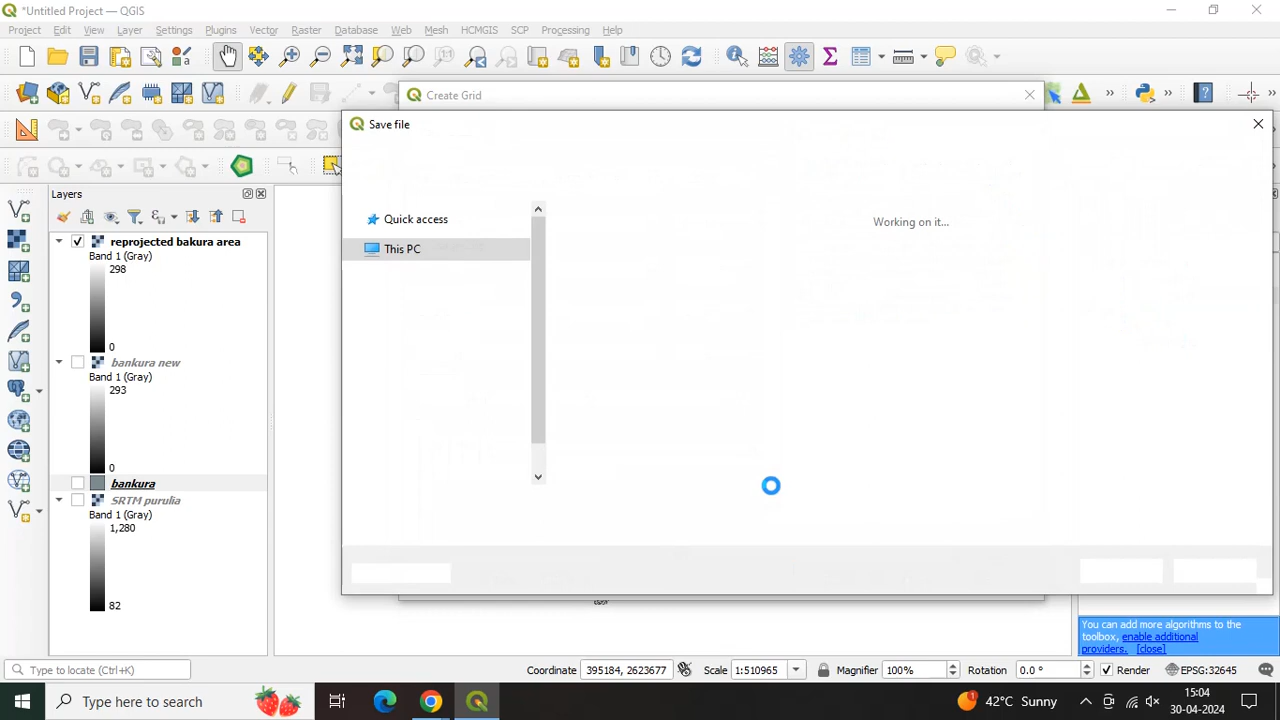 *Untitled Project — QGIS
Project Edit View Layer Settings Plugins Vector Raster Database Web Mesh HCMGIS SCP Processing Help
Create Grid
Save file
Layers
Quick access
Working on it...
reprojected bakura area
This PC
Band 1 (Gray)
298
0
bankura new
Band 1 (Gray)
293
0
bankura
SRTM purulia
Band 1 (Gray)
1,280
82
You can add more algorithms to the
toolbox, enable additional
providers. [close]
Type to locate (Ctrl+K)
Coordinate 395184, 2623677 Scale 1:510965 Magnifier 100% Rotation 0.0 ° Render EPSG:32645
Type here to search
42°C Sunny
15:04
30-04-2024